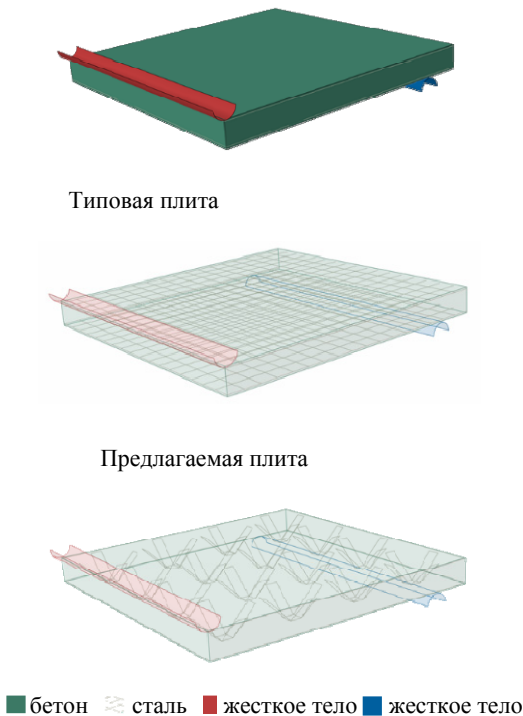 Типовая плита
Предлагаемая плита
бетон сталь жесткое тело жесткое тело